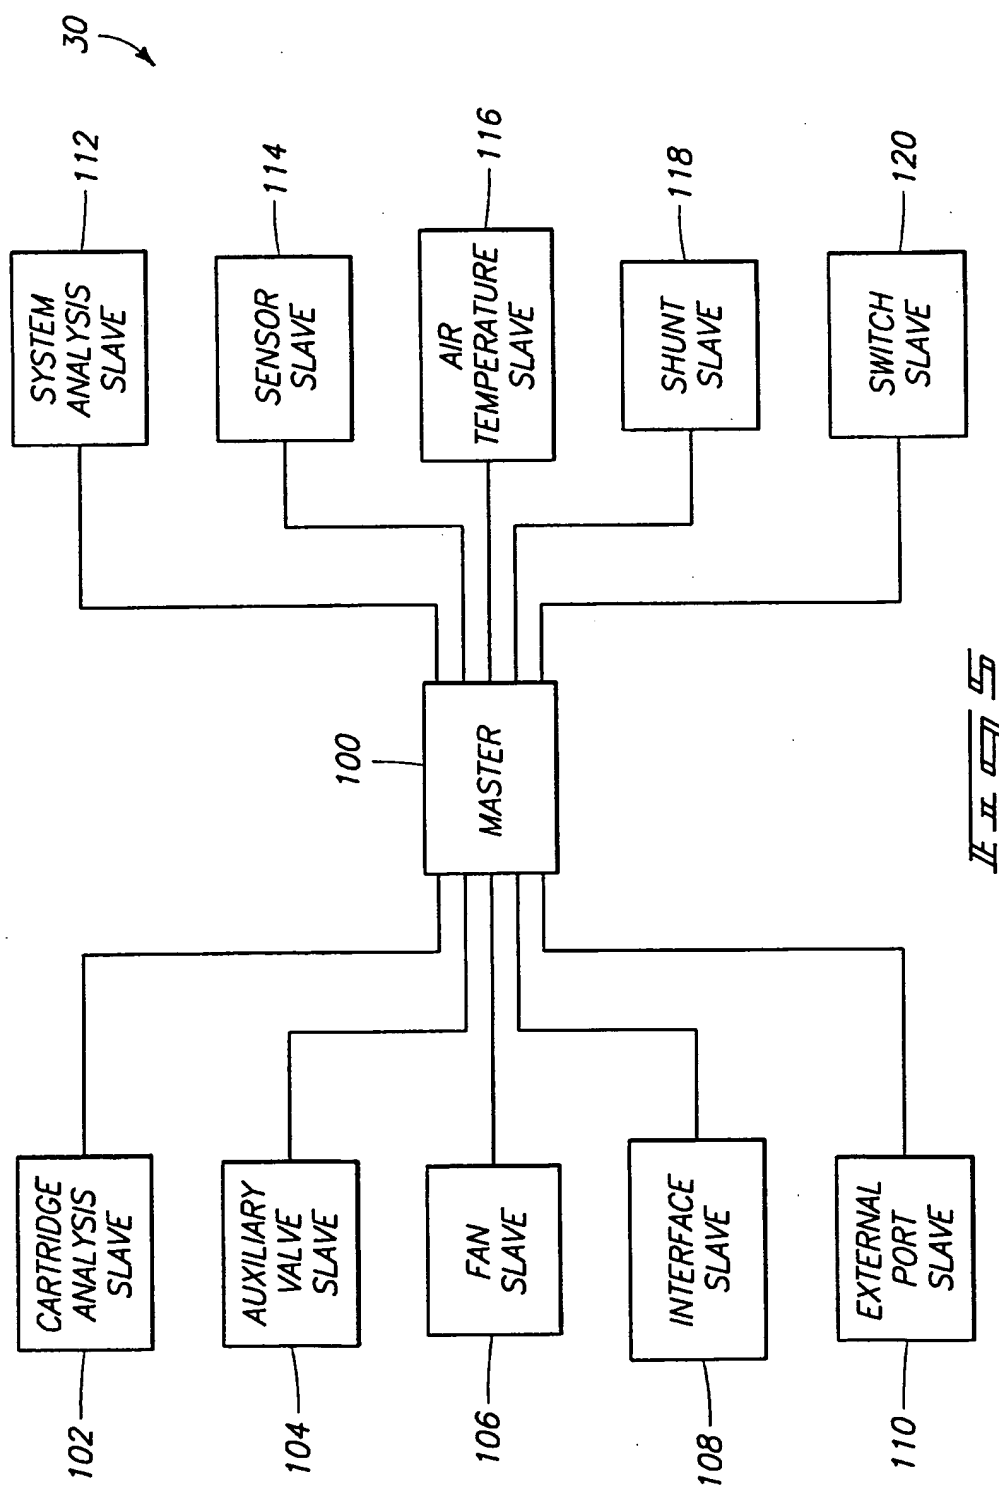 30
102
CARTRIDGE
ANALYSIS
SLAVE
104
AUXILIARY
VALVE
SLAVE
106
FAN
SLAVE
108
INTERFACE
SLAVE
110
EXTERNAL
PORT
SLAVE
100
MASTER
SYSTEM
ANALYSIS
SLAVE
112
SENSOR
SLAVE
114
AIR
TEMPERATURE
SLAVE
116
SHUNT
SLAVE
118
SWITCH
SLAVE
120
FIG 5